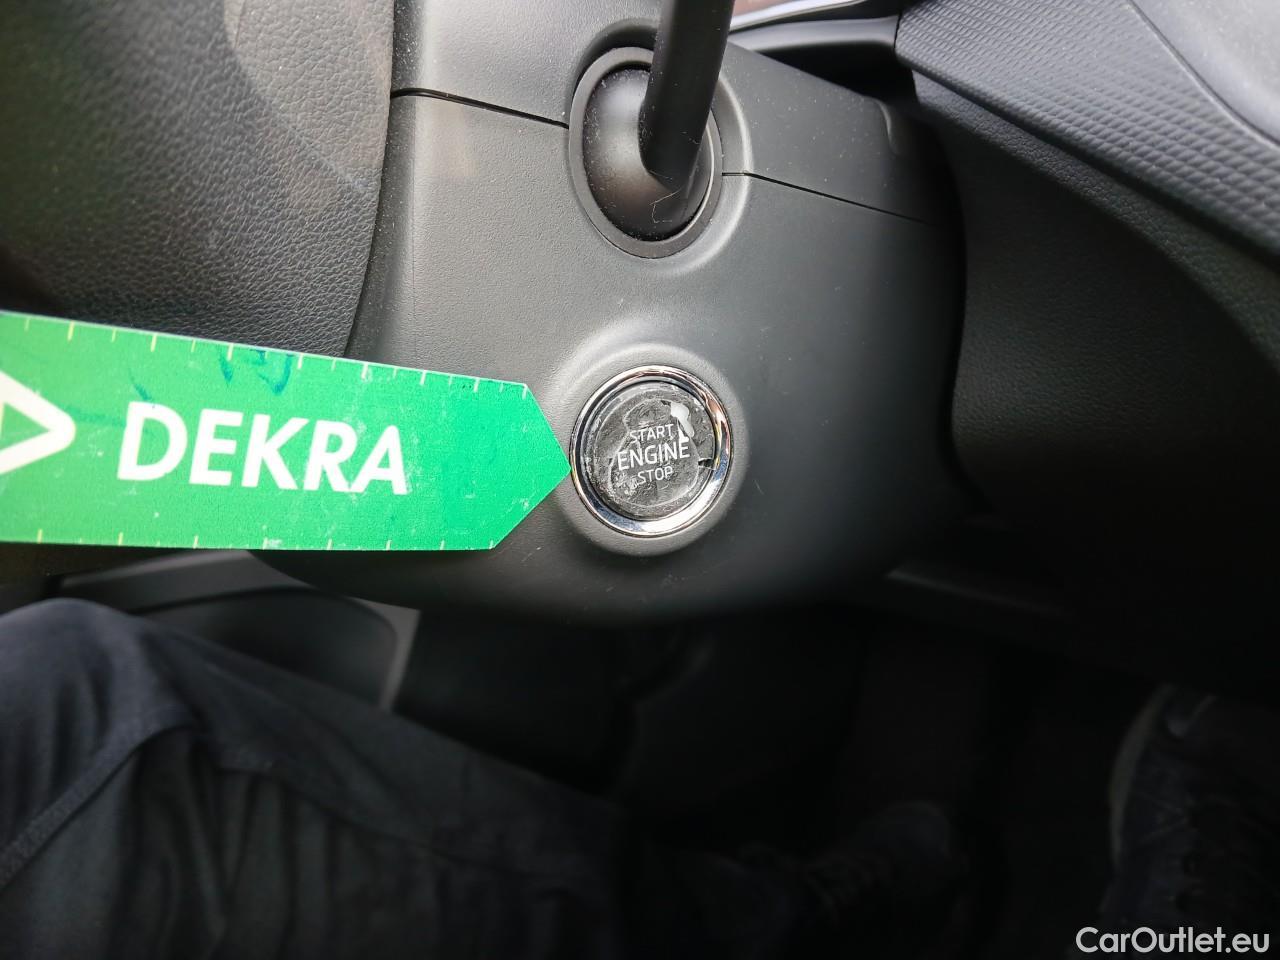 DEKRA
START
ENGINE
STOP
CarOutlet.eu